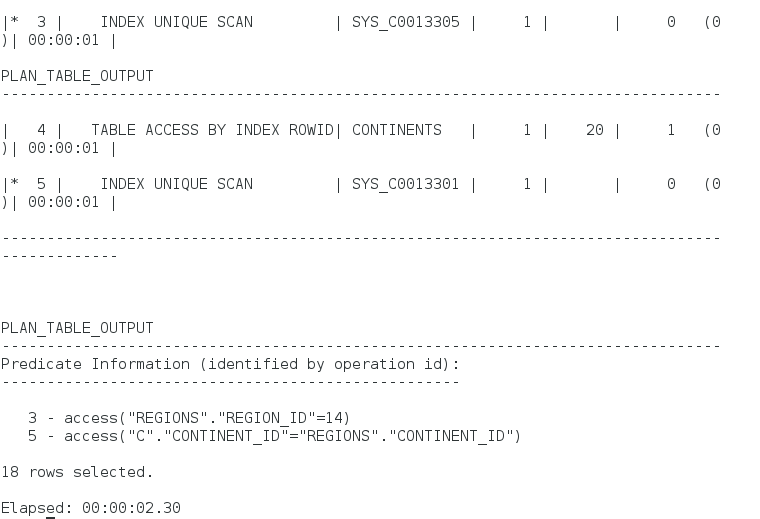 |*  3 |    INDEX UNIQUE SCAN         | SYS_C0013305 |     1 |       |     0   (0
)| 00:00:01 |
PLAN_TABLE_OUTPUT
--------------------------------------------------------------------------------
|   4 |   TABLE ACCESS BY INDEX ROWID| CONTINENTS   |     1 |    20 |     1   (0
)| 00:00:01 |
|*  5 |    INDEX UNIQUE SCAN         | SYS_C0013301 |     1 |       |     0   (0
)| 00:00:01 |
--------------------------------------------------------------------------------
-------------
PLAN_TABLE_OUTPUT
--------------------------------------------------------------------------------
Predicate Information (identified by operation id):
---------------------------------------------------
   3 - access("REGIONS"."REGION_ID"=14)
   5 - access("C"."CONTINENT_ID"="REGIONS"."CONTINENT_ID")
18 rows selected.
Elapsed: 00:00:02.30